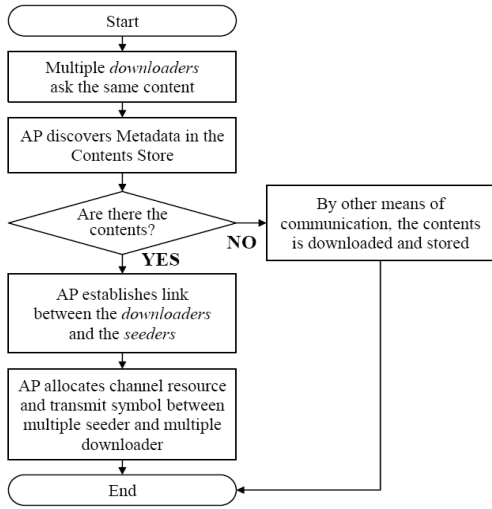 Start
Multiple downloaders
ask the same content
AP discovers Metadata in the
Contents Store
Are there the
contents?
NO
YES
By other means of
communication, the contents
is downloaded and stored
AP establishes link
between the downloaders
and the seeders
AP allocates channel resource
and transmit symbol between
multiple seeder and multiple
downloader
End